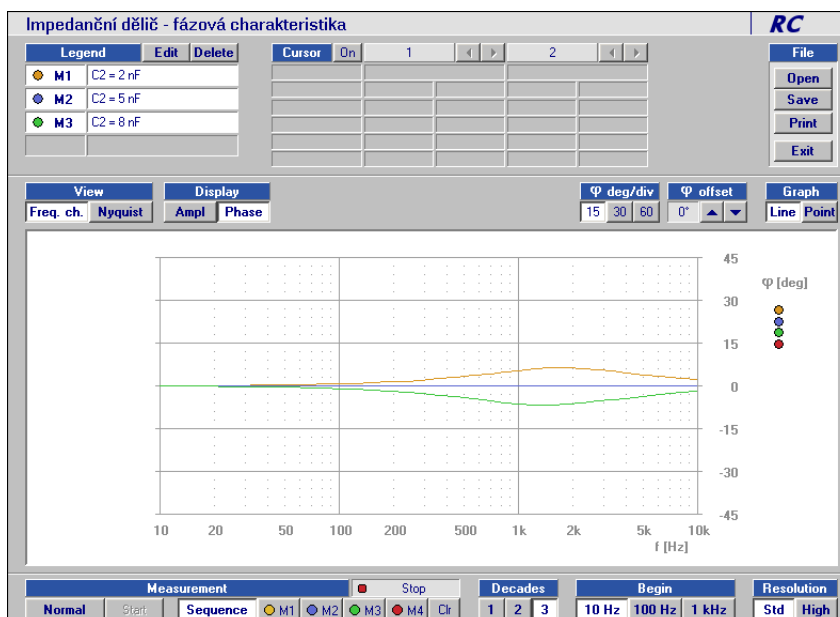 Impedanční dělič - fázová charakteristika RC
Legend Edit Delete Cursor On 1 2 File
M1 C2 = 2 nF
M2 C2 = 5 nF
M3 C2 = 8 nF
Open
Save
Print
Exit
View Display φ deg/div φ offset Graph
Freq. ch. Nyquist Ampl Phase 15 30 60 0° Line Point
45
φ [deg]
30
15
0
-15
-30
-45
10 20 50 100 200 500 1k 2k 5k 10k
f [Hz]
Measurement Stop Decades Begin Resolution
Normal Start Sequence M1 M2 M3 M4 Clr 1 2 3 10 Hz 100 Hz 1 kHz Std High